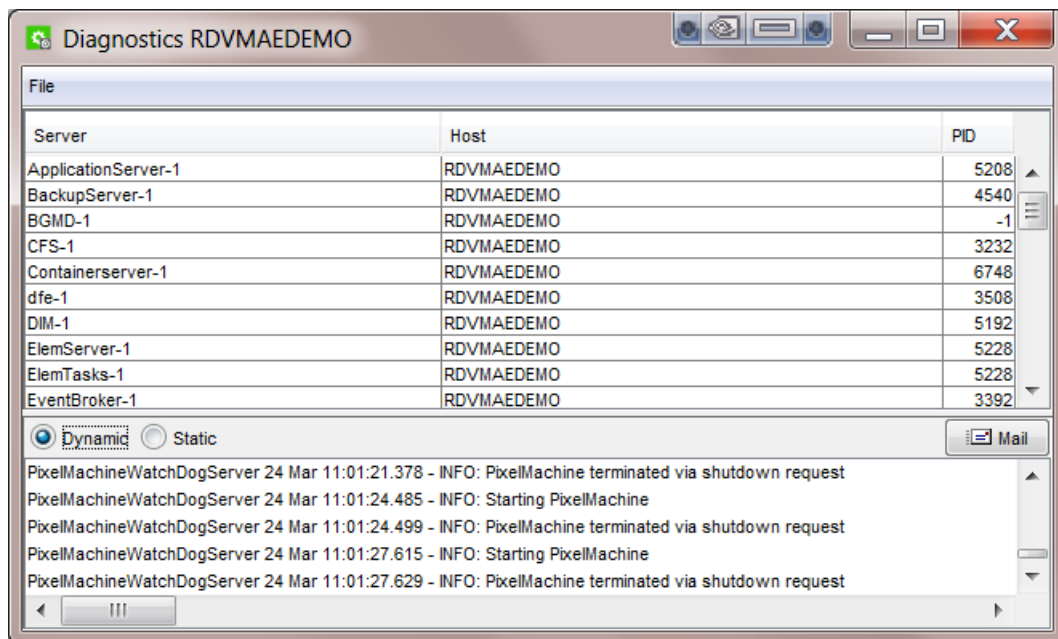 Diagnostics RDVMAEDEMO
File
Server Host PID
ApplicationServer-1 RDVMAEDEMO 5208
BackupServer-1 RDVMAEDEMO 4540
BGMD-1 RDVMAEDEMO -1
CFS-1 RDVMAEDEMO 3232
Containerserver-1 RDVMAEDEMO 6748
dfe-1 RDVMAEDEMO 3508
DIM-1 RDVMAEDEMO 5192
ElemServer-1 RDVMAEDEMO 5228
ElemTasks-1 RDVMAEDEMO 5228
EventBroker-1 RDVMAEDEMO 3392
Dynamic Static Mail
PixelMachineWatchDogServer 24 Mar 11:01:21.378 - INFO: PixelMachine terminated via shutdown request
PixelMachineWatchDogServer 24 Mar 11:01:24.485 - INFO: Starting PixelMachine
PixelMachineWatchDogServer 24 Mar 11:01:24.499 - INFO: PixelMachine terminated via shutdown request
PixelMachineWatchDogServer 24 Mar 11:01:27.615 - INFO: Starting PixelMachine
PixelMachineWatchDogServer 24 Mar 11:01:27.629 - INFO: PixelMachine terminated via shutdown request